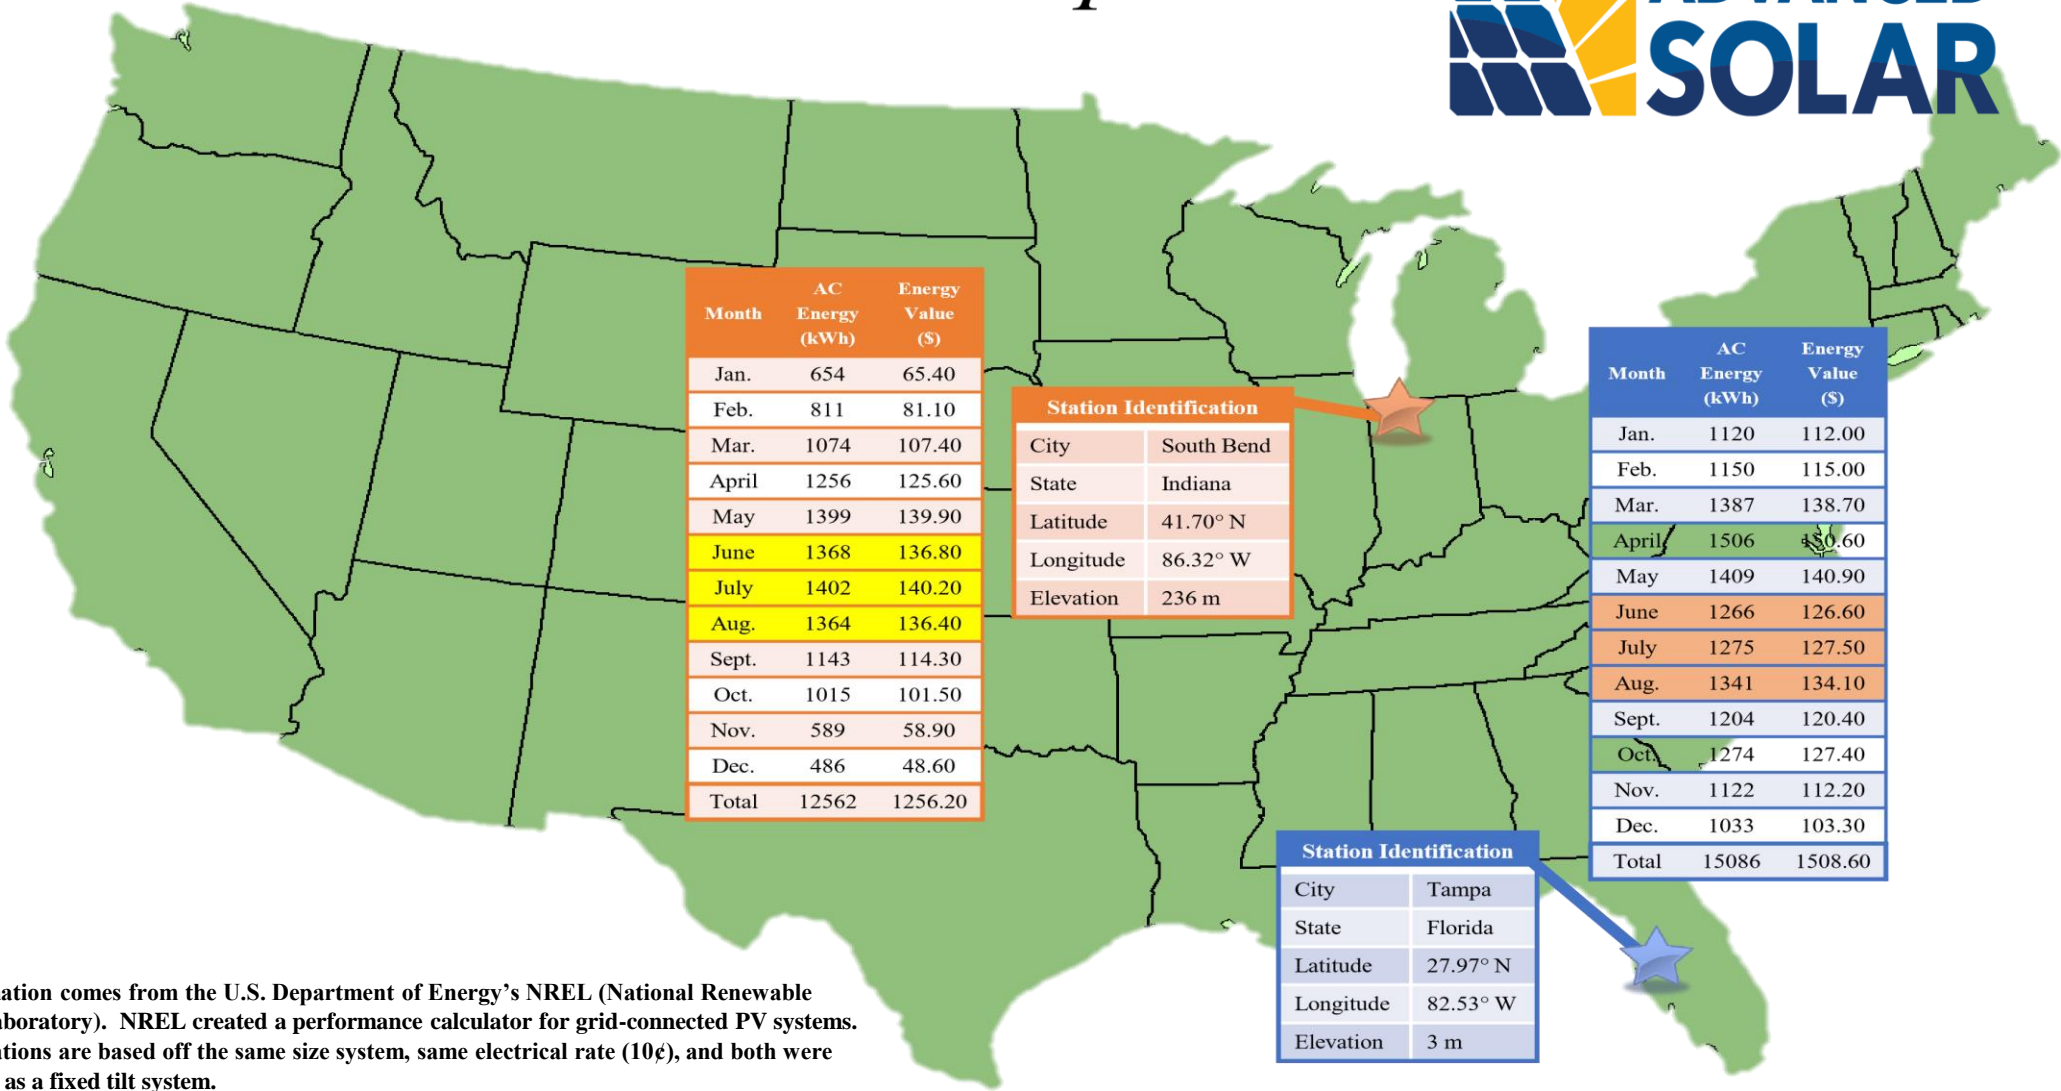 SOLAR
Month AC Energy (kWh) Energy Value ($)
Jan. 654 65.40
Feb. 811 81.10
Mar. 1074 107.40
April 1256 125.60
May 1399 139.90
June 1368 136.80
July 1402 140.20
Aug. 1364 136.40
Sept. 1143 114.30
Oct. 1015 101.50
Nov. 589 58.90
Dec. 486 48.60
Total 12562 1256.20
Station Identification
City South Bend
State Indiana
Latitude 41.70° N
Longitude 86.32° W
Elevation 236 m
Month AC Energy (kWh) Energy Value ($)
Jan. 1120 112.00
Feb. 1150 115.00
Mar. 1387 138.70
April 1506 150.60
May 1409 140.90
June 1266 126.60
July 1275 127.50
Aug. 1341 134.10
Sept. 1204 120.40
Oct. 1274 127.40
Nov. 1122 112.20
Dec. 1033 103.30
Total 15086 1508.60
Station Identification
City Tampa
State Florida
Latitude 27.97° N
Longitude 82.53° W
Elevation 3 m
comes from the U.S. Department of Energy’s NREL (National Renewable
NREL created a performance calculator for grid-connected PV systems.
are based off the same size system, same electrical rate (10¢), and both were
as a fixed tilt system.